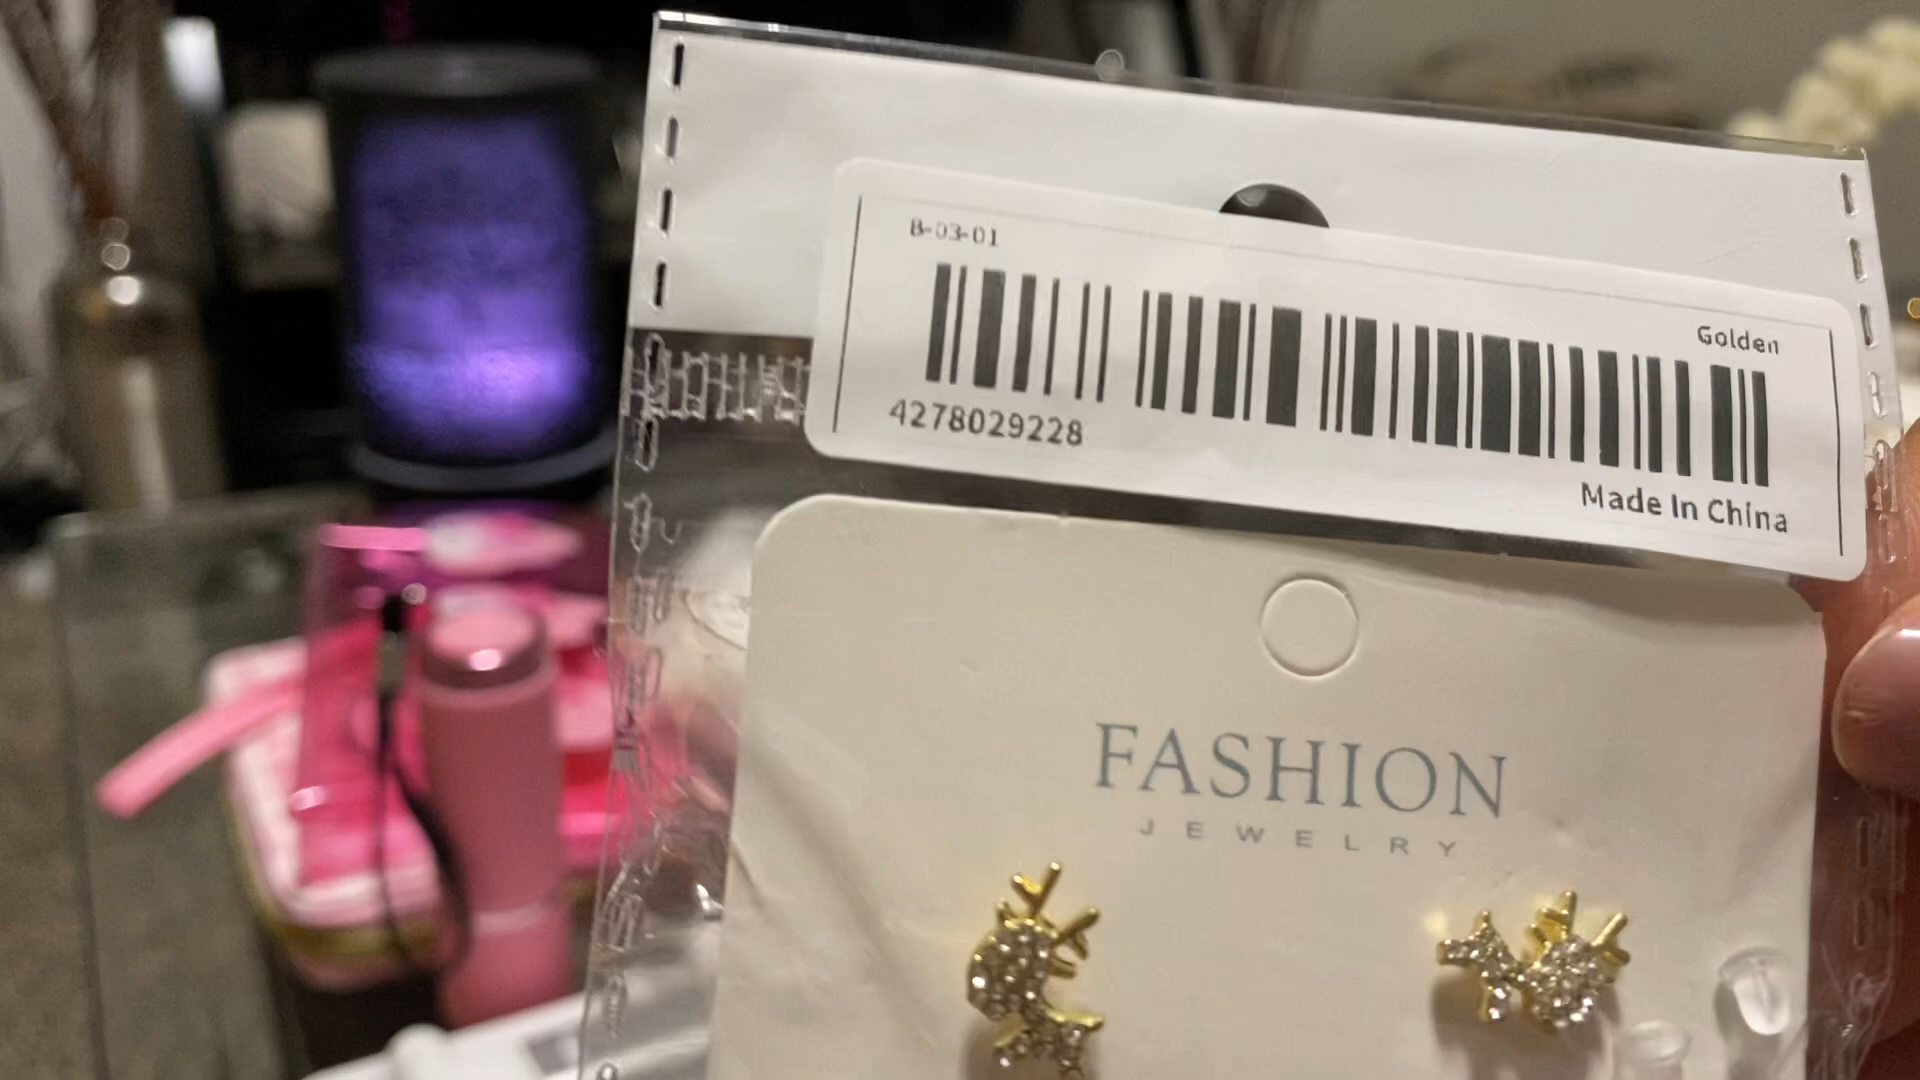 B-03-01
Golden
4278029228
Made In China
FASHION
JEWELRY